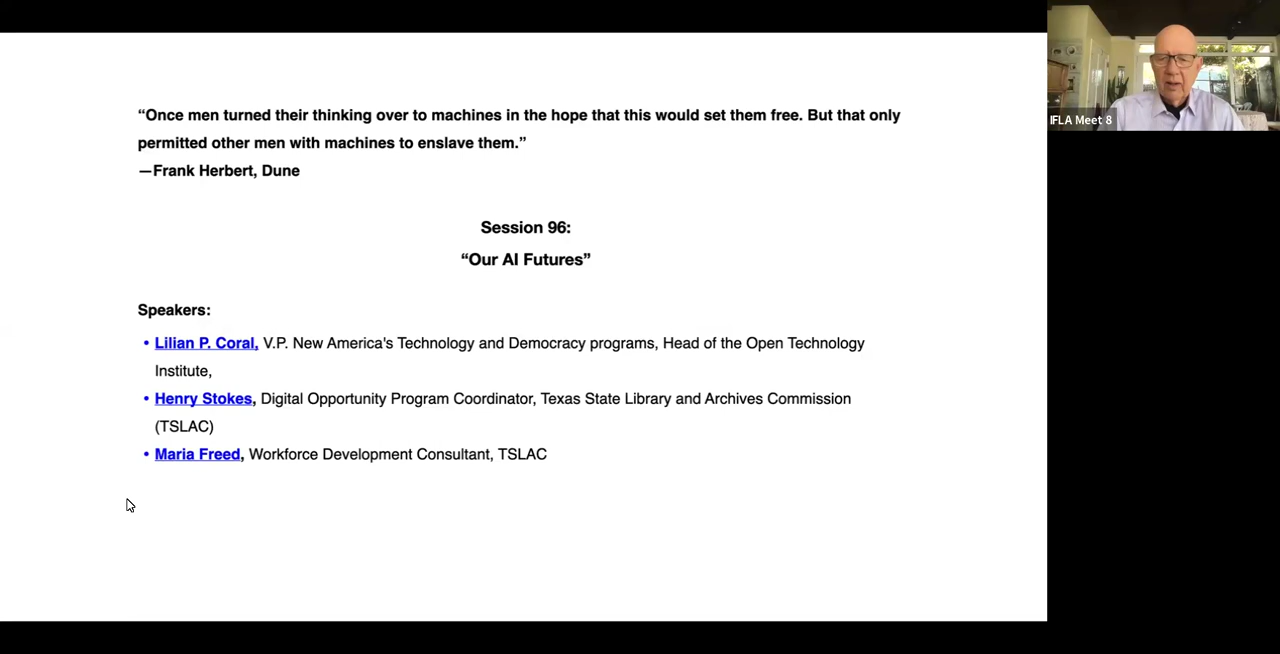 “Once men turned their thinking over to machines in the hope that this would set them free. But that only
permitted other men with machines to enslave them.”
—Frank Herbert, Dune
Session 96:
“Our AI Futures”
Speakers:
• Lilian P. Coral, V.P. New America's Technology and Democracy programs, Head of the Open Technology
Institute,
• Henry Stokes, Digital Opportunity Program Coordinator, Texas State Library and Archives Commission
(TSLAC)
• Maria Freed, Workforce Development Consultant, TSLAC
IFLA Meet 8